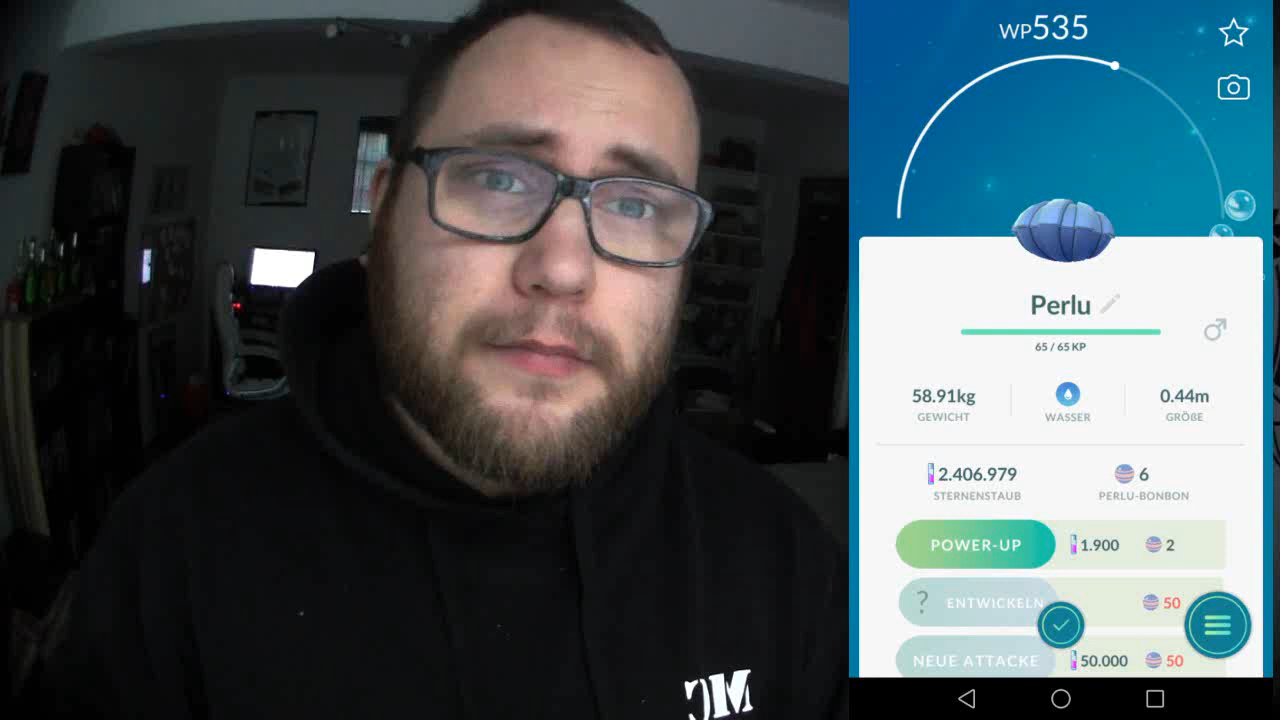 WP535
Perlu
65 / 65 KP
58.91kg
GEWICHT
WASSER
0.44m
GRÖßE
2.406.979
STERNENSTAUB
6
PERLU-BONBON
POWER-UP 1.900 2
? ENTWICKELN 50
NEUE ATTACKE 50.000 50